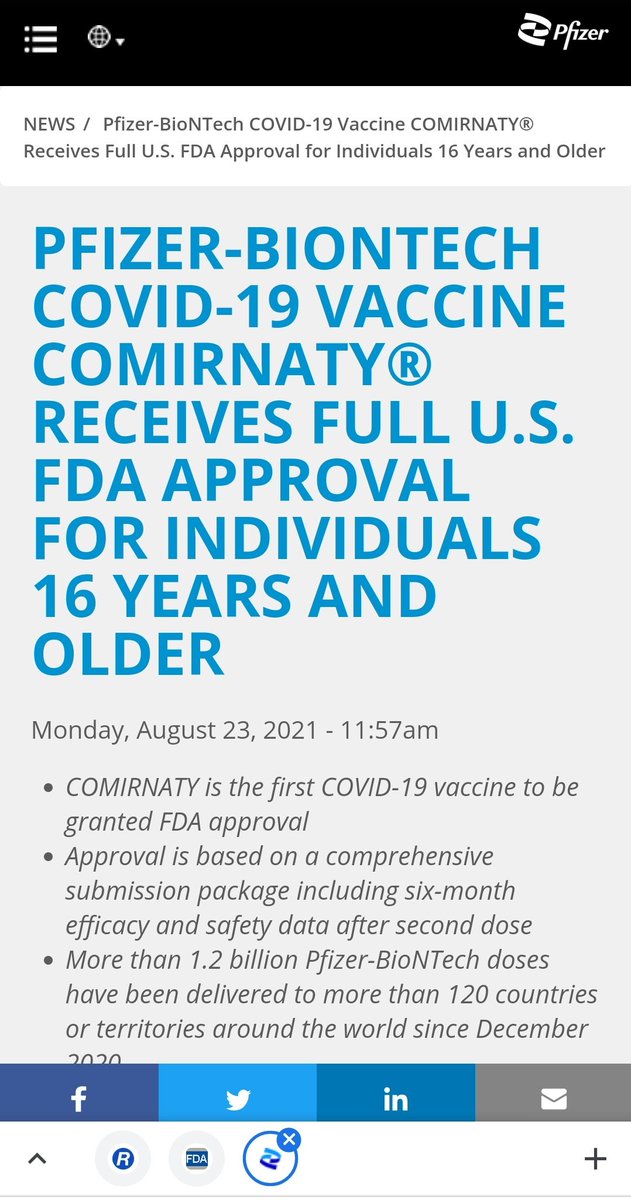 Pfizer
NEWS / Pfizer-BioNTech COVID-19 Vaccine COMIRNATY®
Receives Full U.S. FDA Approval for Individuals 16 Years and Older
PFIZER-BIONTECH
COVID-19 VACCINE
COMIRNATY®
RECEIVES FULL U.S.
FDA APPROVAL
FOR INDIVIDUALS
16 YEARS AND
OLDER
Monday, August 23, 2021 - 11:57am
• COMIRNATY is the first COVID-19 vaccine to be
granted FDA approval
• Approval is based on a comprehensive
submission package including six-month
efficacy and safety data after second dose
• More than 1.2 billion Pfizer-BioNTech doses
have been delivered to more than 120 countries
or territories around the world since December
2020
f
in
R
FDA